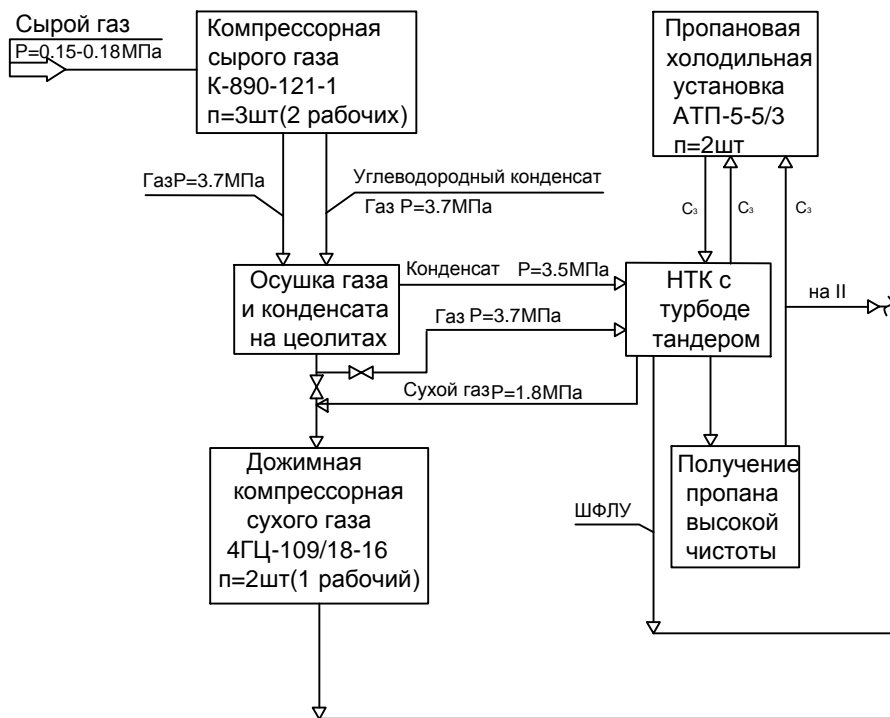 Сырой газ
Р=0.15-0.18МПа
Компрессорная
сырого газа
К-890-121-1
п=3шт(2 рабочих)
Пропановая
холодильная
установка
АТП-5-5/3
п=2шт
ГазР=3.7МПа
Углеводородный конденсат
Газ Р=3.7МПа
С₃
С₃
С₃
Осушка газа
и конденсата
на цеолитах
Конденсат Р=3.5МПа
Газ Р=3.7МПа
НТК с
турбоде
тандером
на II
Сухой газР=1.8МПа
Дожимная
компрессорная
сухого газа
4ГЦ-109/18-16
п=2шт(1 рабочий)
ШФЛУ
Получение
пропана
высокой
чистоты